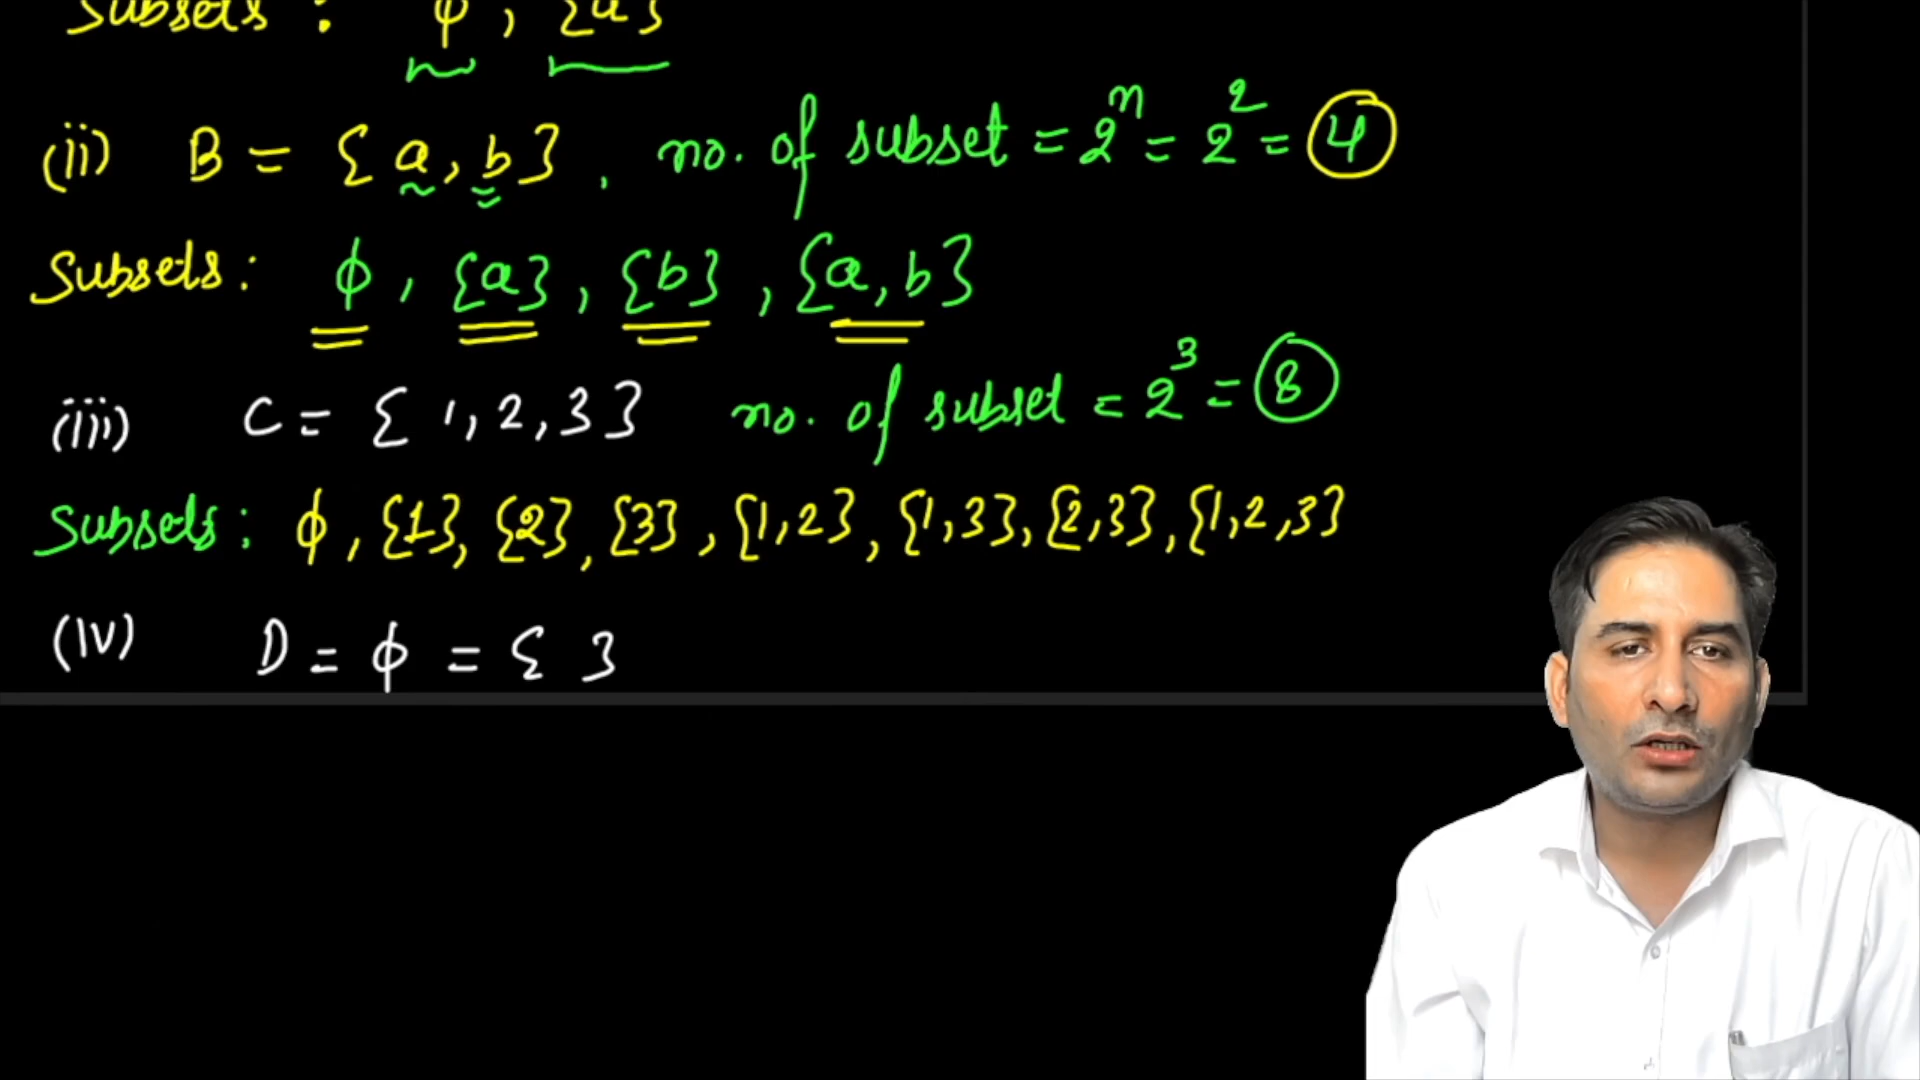 Subsets : ϕ , {a}
(ii) B = { a, b } , no. of subset = 2ⁿ = 2² = 4
Subsets : ϕ , {a} , {b} , {a, b}
(iii) C = { 1, 2, 3 } no. of subset = 2³ = 8
Subsets : ϕ , {1}, {2}, {3} , {1,2}, {1,3}, {2,3}, {1,2,3}
(iv) D = ϕ = { }